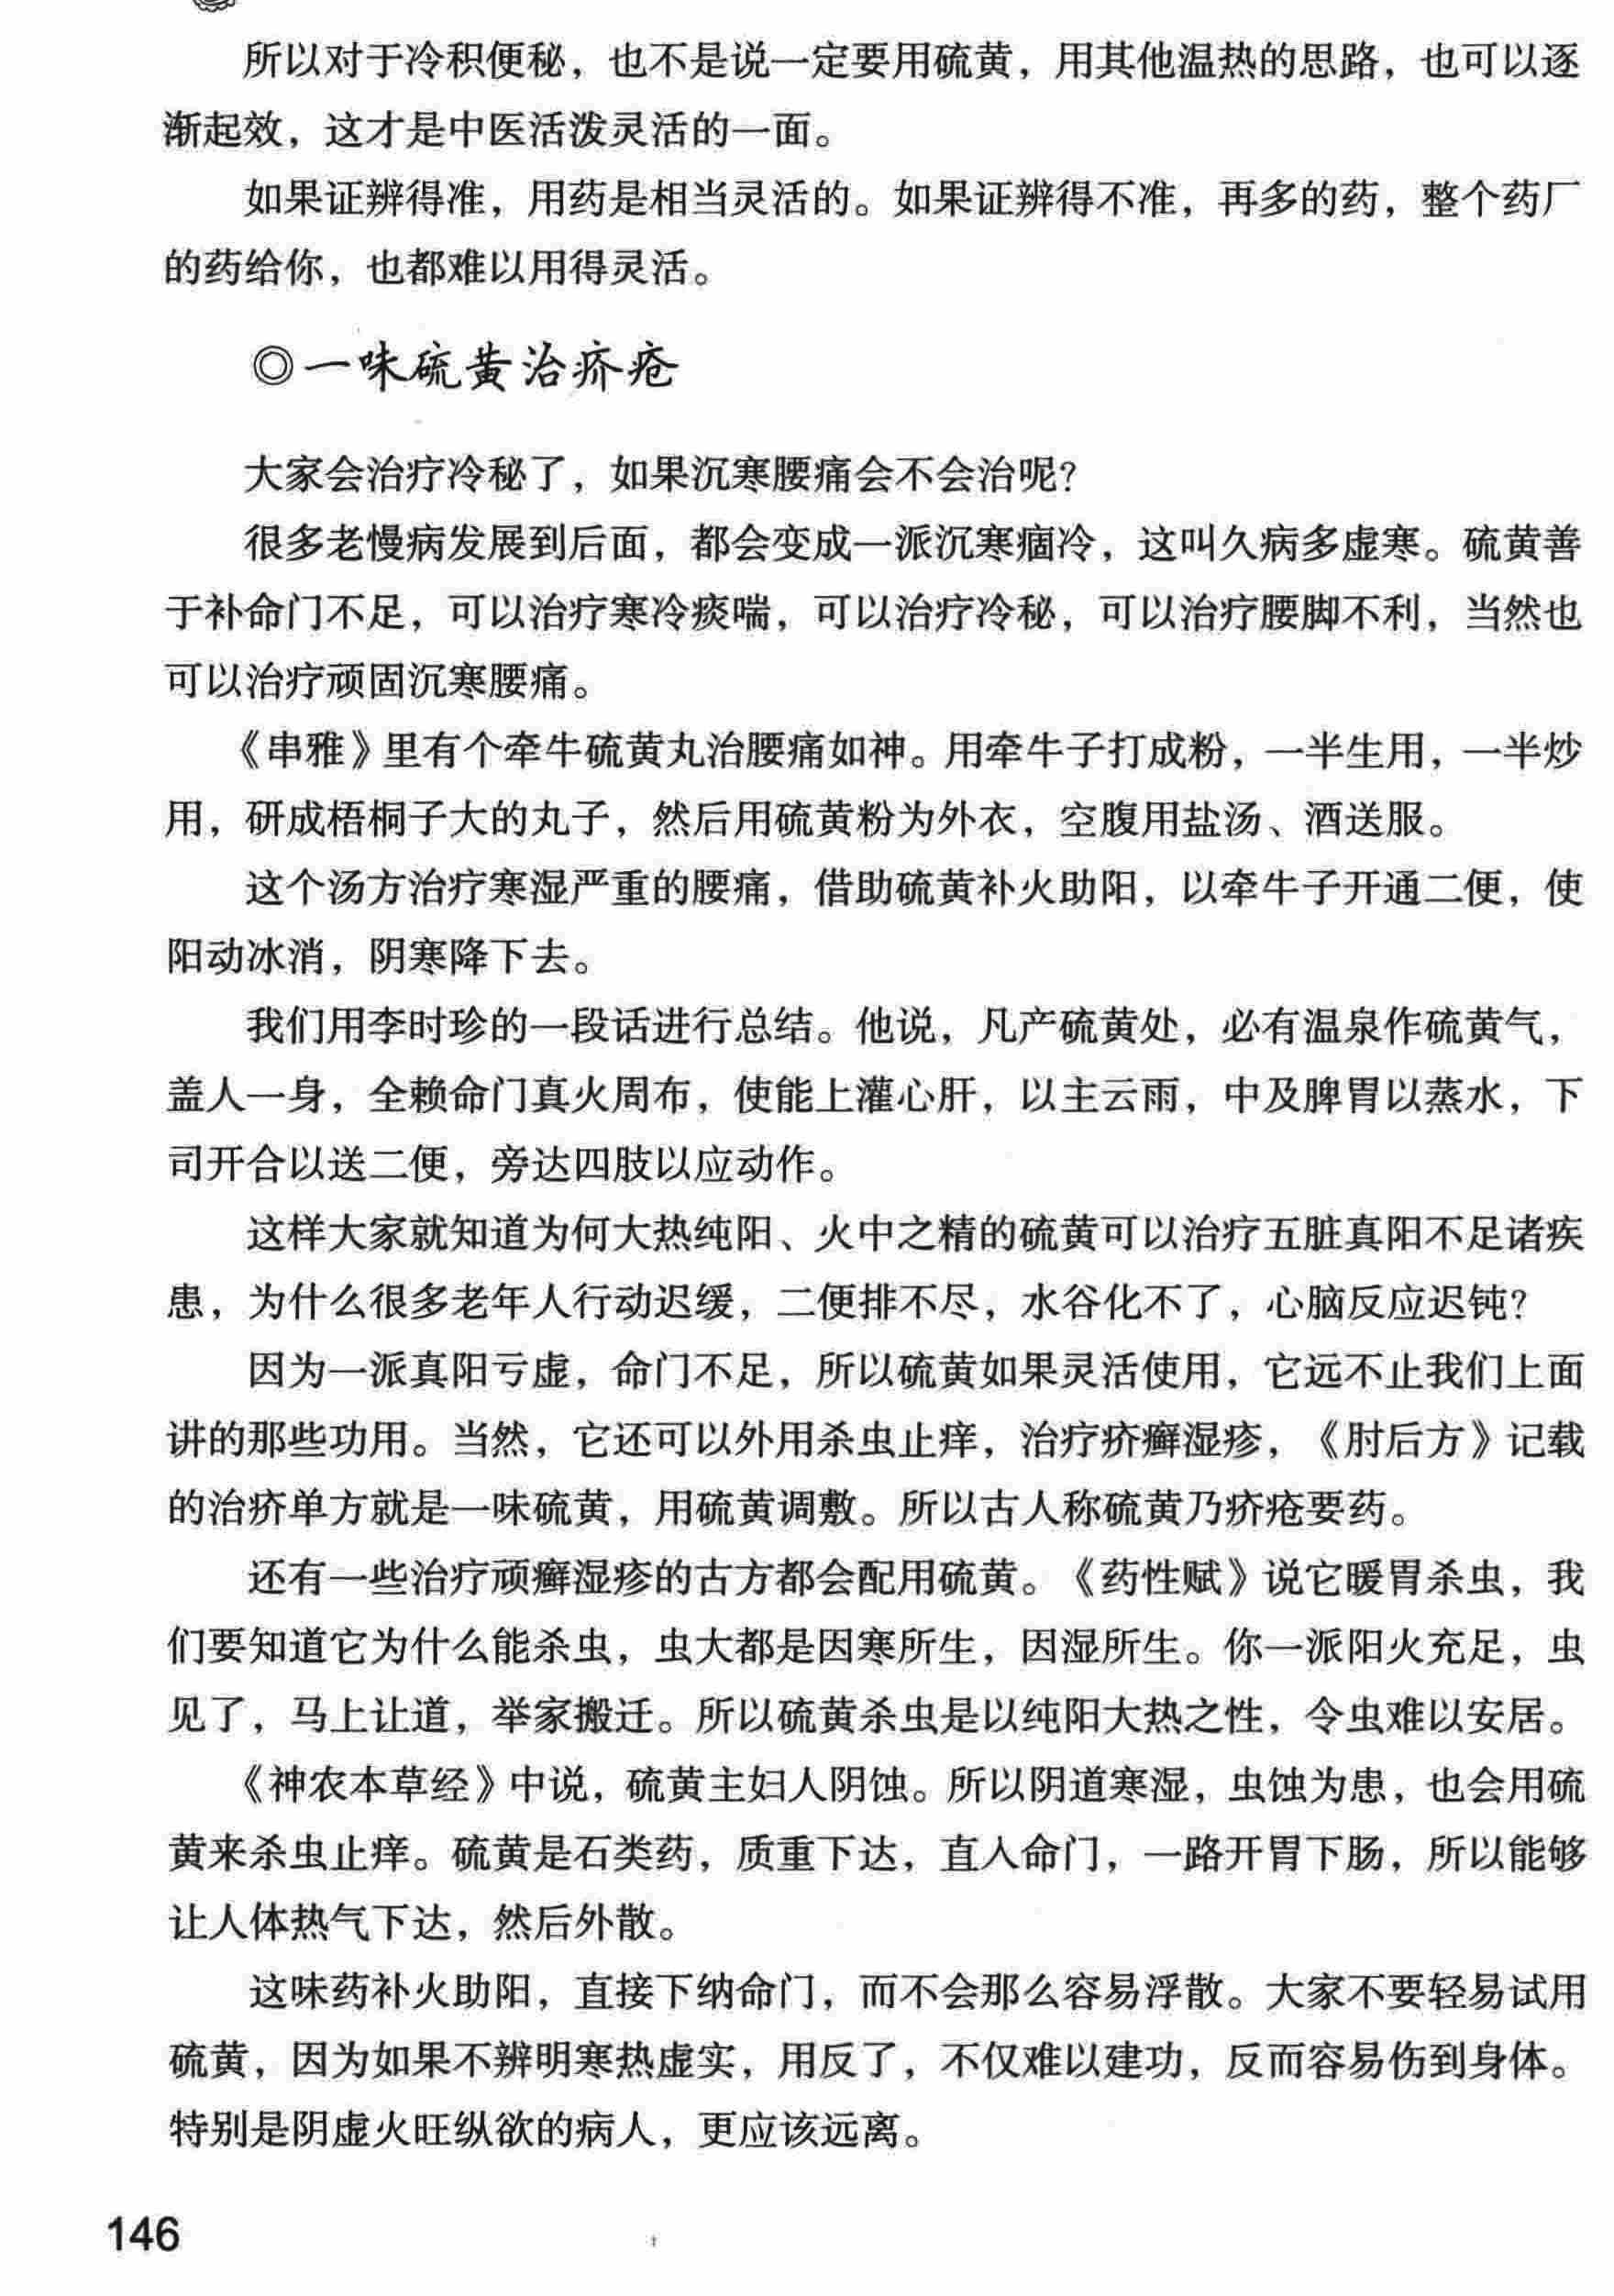 所以对于冷积便秘，也不是说一定要用硫黄，用其他温热的思路，也可以逐
渐起效，这才是中医活泼灵活的一面。
如果证辨得准，用药是相当灵活的。如果证辨得不准，再多的药，整个药厂
的药给你，也都难以用得灵活。
◎一味硫黄治疥疮
大家会治疗冷秘了，如果沉寒腰痛会不会治呢？
很多老慢病发展到后面，都会变成一派沉寒痼冷，这叫久病多虚寒。硫黄善
于补命门不足，可以治疗寒冷痰喘，可以治疗冷秘，可以治疗腰脚不利，当然也
可以治疗顽固沉寒腰痛。
《串雅》里有个牵牛硫黄丸治腰痛如神。用牵牛子打成粉，一半生用，一半炒
用，研成梧桐子大的丸子，然后用硫黄粉为外衣，空腹用盐汤、酒送服。
这个汤方治疗寒湿严重的腰痛，借助硫黄补火助阳，以牵牛子开通二便，使
阳动冰消，阴寒降下去。
我们用李时珍的一段话进行总结。他说，凡产硫黄处，必有温泉作硫黄气，
盖人一身，全赖命门真火周布，使能上灌心肝，以主云雨，中及脾胃以蒸水，下
司开合以送二便，旁达四肢以应动作。
这样大家就知道为何大热纯阳、火中之精的硫黄可以治疗五脏真阳不足诸疾
患，为什么很多老年人行动迟缓，二便排不尽，水谷化不了，心脑反应迟钝？
因为一派真阳亏虚，命门不足，所以硫黄如果灵活使用，它远不止我们上面
讲的那些功用。当然，它还可以外用杀虫止痒，治疗疥癣湿疹，《肘后方》记载
的治疥单方就是一味硫黄，用硫黄调敷。所以古人称硫黄乃疥疮要药。
还有一些治疗顽癣湿疹的古方都会配用硫黄。《药性赋》说它暖胃杀虫，我
们要知道它为什么能杀虫，虫大都是因寒所生，因湿所生。你一派阳火充足，虫
见了，马上让道，举家搬迁。所以硫黄杀虫是以纯阳大热之性，令虫难以安居。
《神农本草经》中说，硫黄主妇人阴蚀。所以阴道寒湿，虫蚀为患，也会用硫
黄来杀虫止痒。硫黄是石类药，质重下达，直入命门，一路开胃下肠，所以能够
让人体热气下达，然后外散。
这味药补火助阳，直接下纳命门，而不会那么容易浮散。大家不要轻易试用
硫黄，因为如果不辨明寒热虚实，用反了，不仅难以建功，反而容易伤到身体。
特别是阴虚火旺纵欲的病人，更应该远离。
146